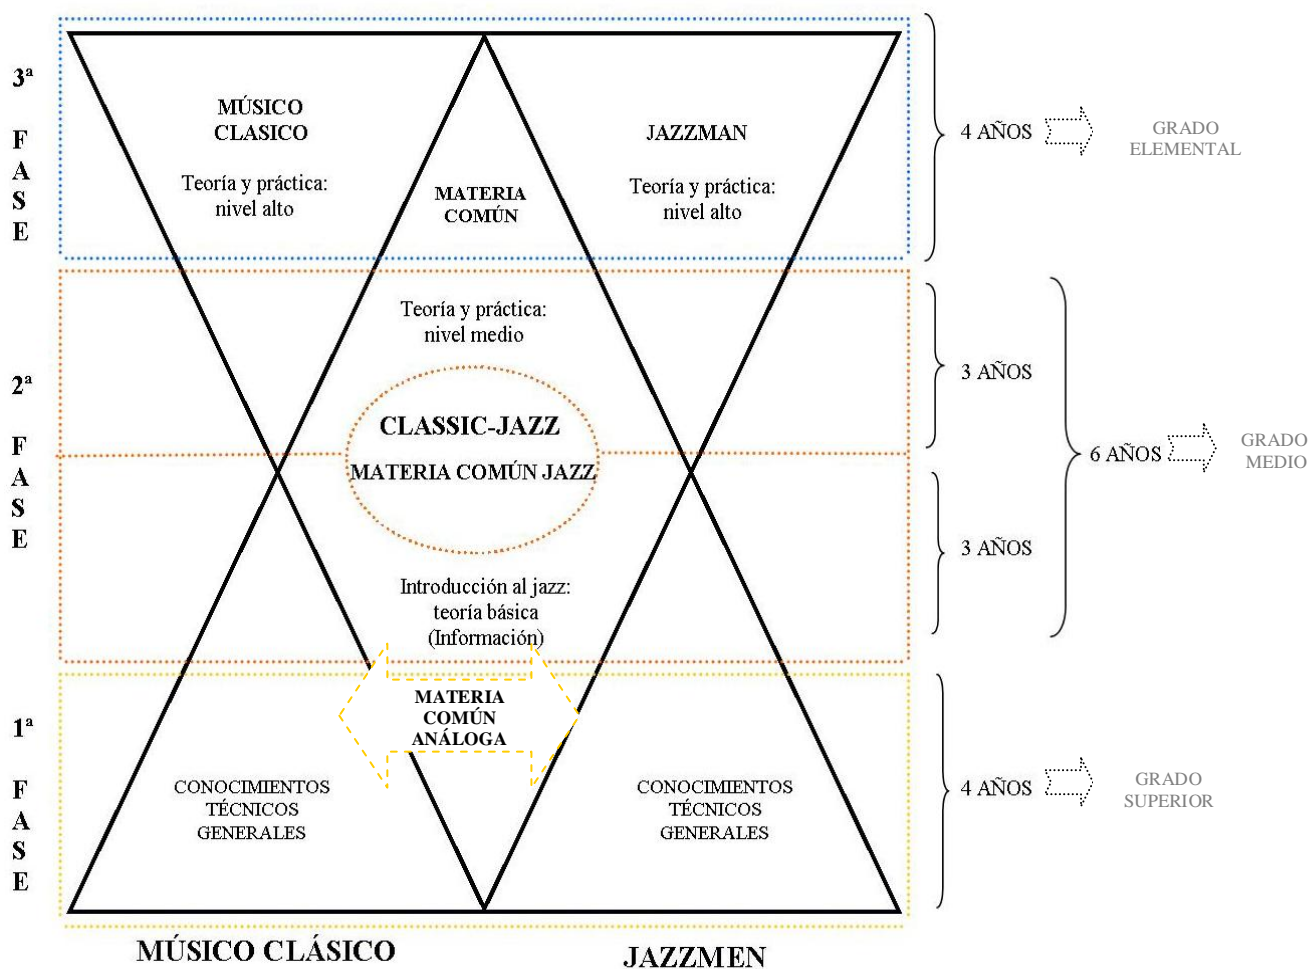 3ª
F
A
S
E
MÚSICO
CLASICO
Teoría y práctica:
nivel alto
MATERIA
COMÚN
JAZZMAN
Teoría y práctica:
nivel alto
4 AÑOS
GRADO
ELEMENTAL
2ª
F
A
S
E
Teoría y práctica:
nivel medio
CLASSIC-JAZZ
MATERIA COMÚN JAZZ
Introducción al jazz:
teoría básica
(Información)
3 AÑOS
3 AÑOS
6 AÑOS
GRADO
MEDIO
1ª
F
A
S
E
MATERIA
COMÚN
ANÁLOGA
CONOCIMIENTOS
TÉCNICOS
GENERALES
CONOCIMIENTOS
TÉCNICOS
GENERALES
4 AÑOS
GRADO
SUPERIOR
MÚSICO CLÁSICO
JAZZMEN